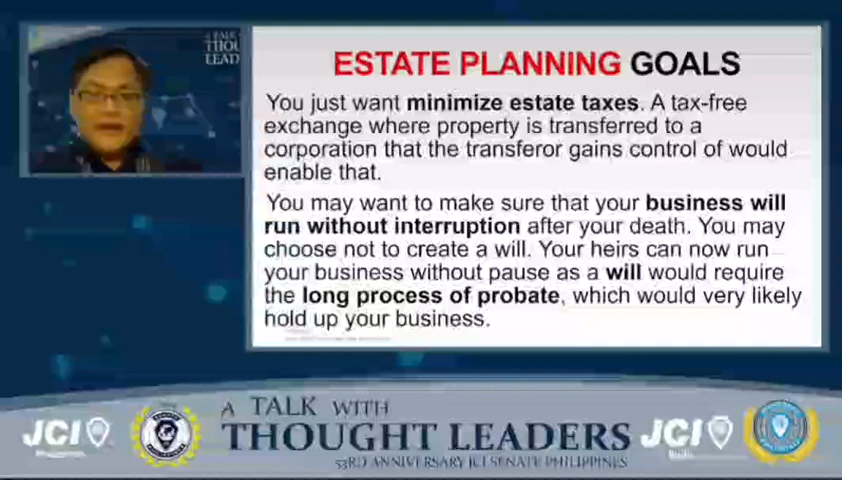 THOU
LEAD
ESTATE PLANNING GOALS
You just want minimize estate taxes. A tax-free
exchange where property is transferred to a
corporation that the transferor gains control of would
enable that.
You may want to make sure that your business will
run without interruption after your death. You may
choose not to create a will. Your heirs can now run
your business without pause as a will would require
the long process of probate, which would very likely
hold up your business.
JCI
A TALK WITH
THOUGHT LEADERS
53RD ANNIVERSARY JCI SENATE PHILIPPINES
JCI